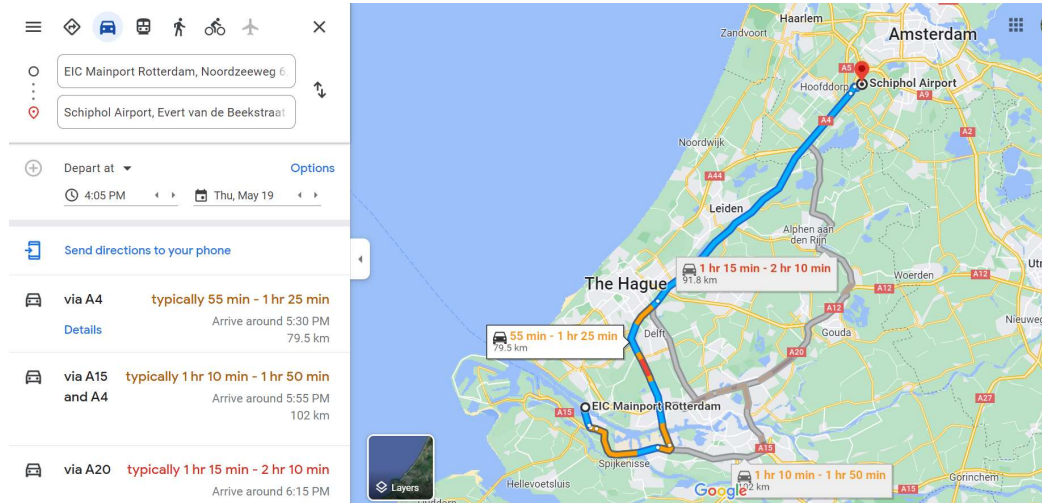 EIC Mainport Rotterdam, Noordzeeweg 6,
Schiphol Airport, Evert van de Beekstraat
Depart at
Options
4:05 PM
Thu, May 19
Send directions to your phone
via A4
typically 55 min - 1 hr 25 min
Details
Arrive around 5:30 PM
79.5 km
via A15
and A4
typically 1 hr 10 min - 1 hr 50 min
Arrive around 5:55 PM
102 km
via A20
typically 1 hr 15 min - 2 hr 10 min
Arrive around 6:15 PM
Haarlem
Zandvoort
Amsterdam
A5
Schiphol Airport
Hoofddorp
A9
A4
A2
Noordwijk
A44
Leiden
Alphen aan
den Rijn
1 hr 15 min - 2 hr 10 min
91.8 km
Woerden
A12
A12
A12
The Hague
Nieuweg
55 min - 1 hr 25 min
79.5 km
Delft
Gouda
A20
A27
A15
EIC Mainport Rotterdam
A15
Spijkenisse
1 hr 10 min - 1 hr 50 min
102 km
Hellevoetsluis
Google
A15
Gorinchem
Layers